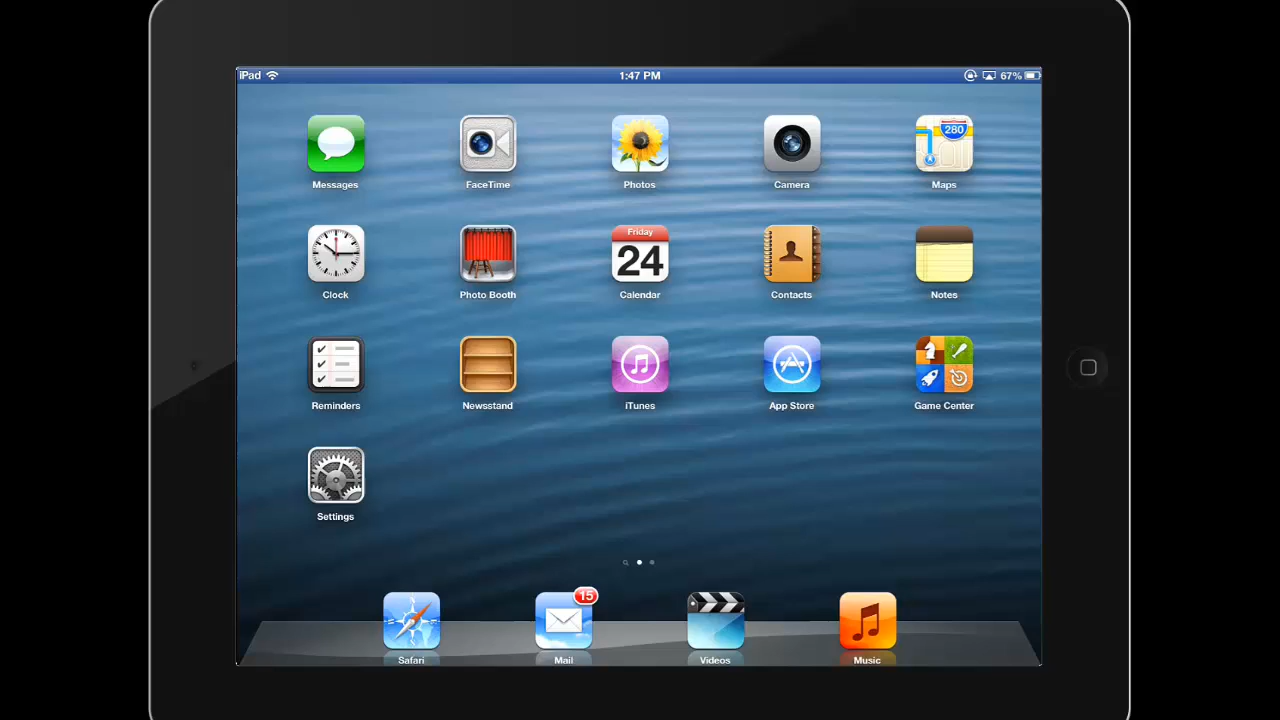 iPad 1:47 PM 67%
280
Messages FaceTime Photos Camera Maps
Friday
24
Clock Photo Booth Calendar Contacts Notes
Reminders Newsstand iTunes App Store Game Center
Settings
15
Safari Mail Videos Music